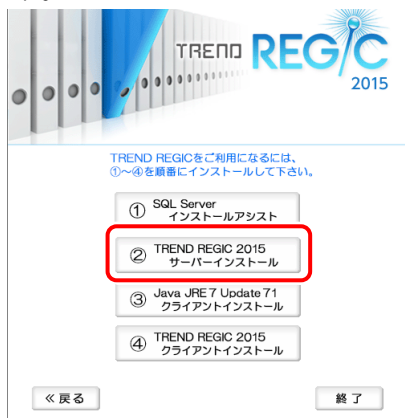 TREND REGIC
2015
TREND REGICをご利用になるには、
①～④を順番にインストールして下さい。
① SQL Server
インストールアシスト
② TREND REGIC 2015
サーバーインストール
③ Java JRE 7 Update 71
クライアントインストール
④ TREND REGIC 2015
クライアントインストール
≪戻る
終了